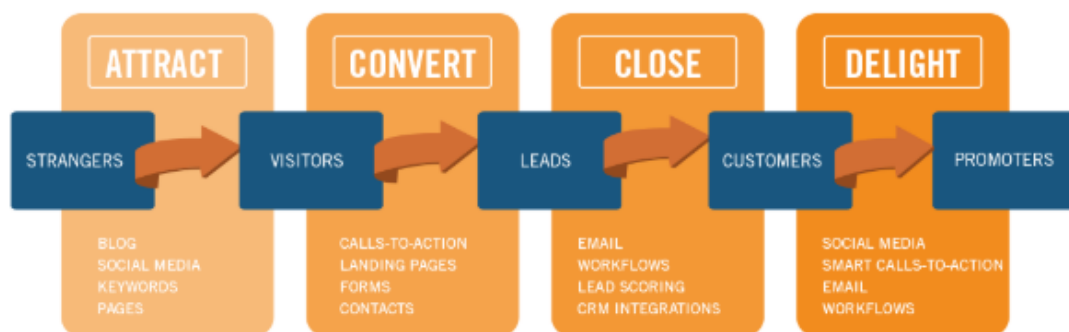 ATTRACT
CONVERT
CLOSE
DELIGHT
STRANGERS
VISITORS
LEADS
CUSTOMERS
PROMOTERS
BLOG
SOCIAL MEDIA
KEYWORDS
PAGES
CALLS-TO-ACTION
LANDING PAGES
FORMS
CONTACTS
EMAIL
WORKFLOWS
LEAD SCORING
CRM INTEGRATIONS
SOCIAL MEDIA
SMART CALLS-TO-ACTION
EMAIL
WORKFLOWS